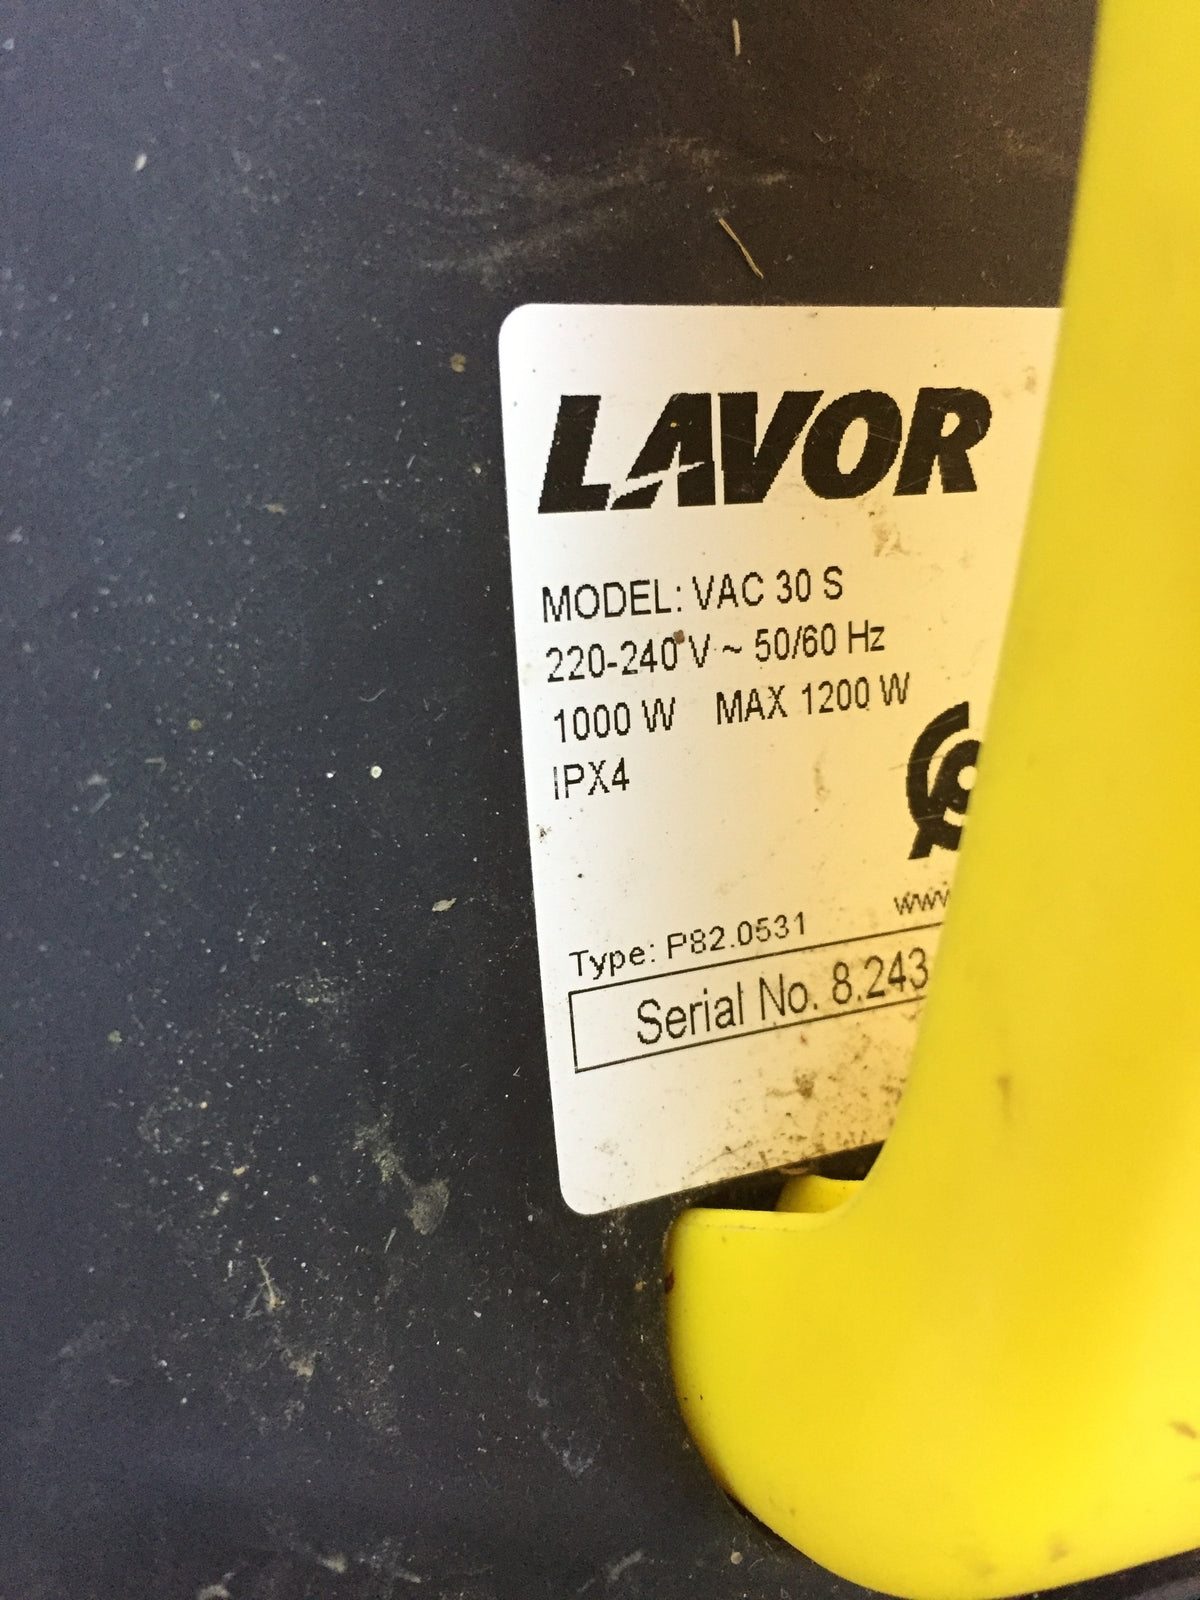 LAVOR
MODEL: VAC 30 S
220-240 V ~ 50/60 Hz
1000 W MAX 1200 W
IPX4
www.
Type: P82.0531
Serial No. 8.243